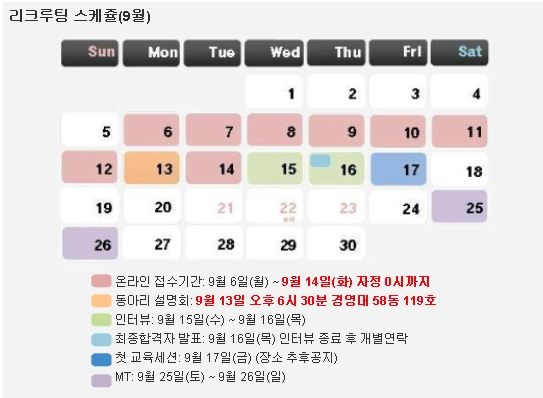 리크루팅 스케쥴(9월)
Sun Mon Tue Wed Thu Fri Sat
1 2 3 4
5 6 7 8 9 10 11
12 13 14 15 16 17 18
19 20 21 22 23 24 25
26 27 28 29 30
온라인 접수기간: 9월 6일(월) ~ 9월 14일(화) 자정 0시까지
동아리 설명회: 9월 13일 오후 6시 30분 경영대 58동 119호
인터뷰: 9월 15일(수) ~ 9월 16일(목)
최종합격자 발표: 9월 16일(목) 인터뷰 종료 후 개별연락
첫 교육세션: 9월 17일(금) (장소 추후공지)
MT: 9월 25일(토) ~ 9월 26일(일)